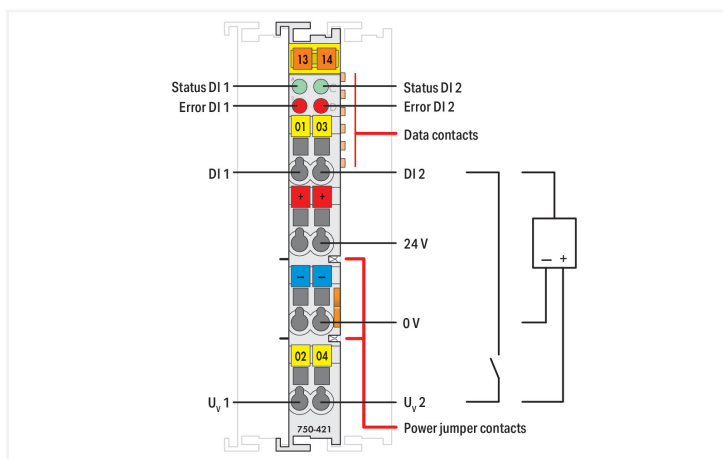 13 14
Status DI 1
Status DI 2
Error DI 1
Error DI 2
01 03
Data contacts
DI 1
DI 2
+ +
24 V
– +
– –
0 V
02 04
Uv 1
Uv 2
750-421
Power jumper contacts